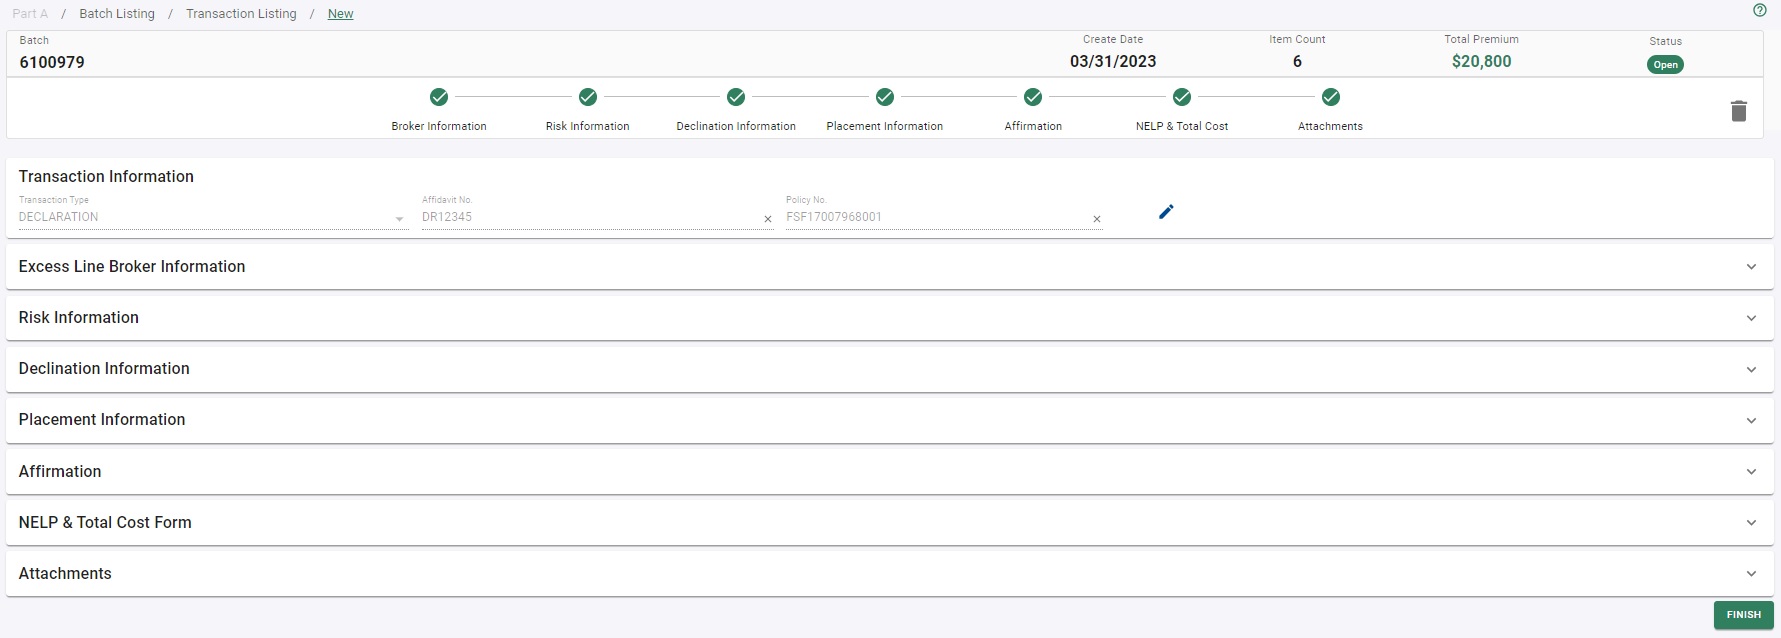 Part A / Batch Listing / Transaction Listing / New
Batch Create Date Item Count Total Premium Status
6100979 03/31/2023 6 $20,800 Open
Broker Information Risk Information Declination Information Placement Information Affirmation NELP & Total Cost Attachments
Transaction Information
Transaction Type Affidavit No. Policy No.
DECLARATION DR12345 FSF17007968001
Excess Line Broker Information
Risk Information
Declination Information
Placement Information
Affirmation
NELP & Total Cost Form
Attachments
FINISH